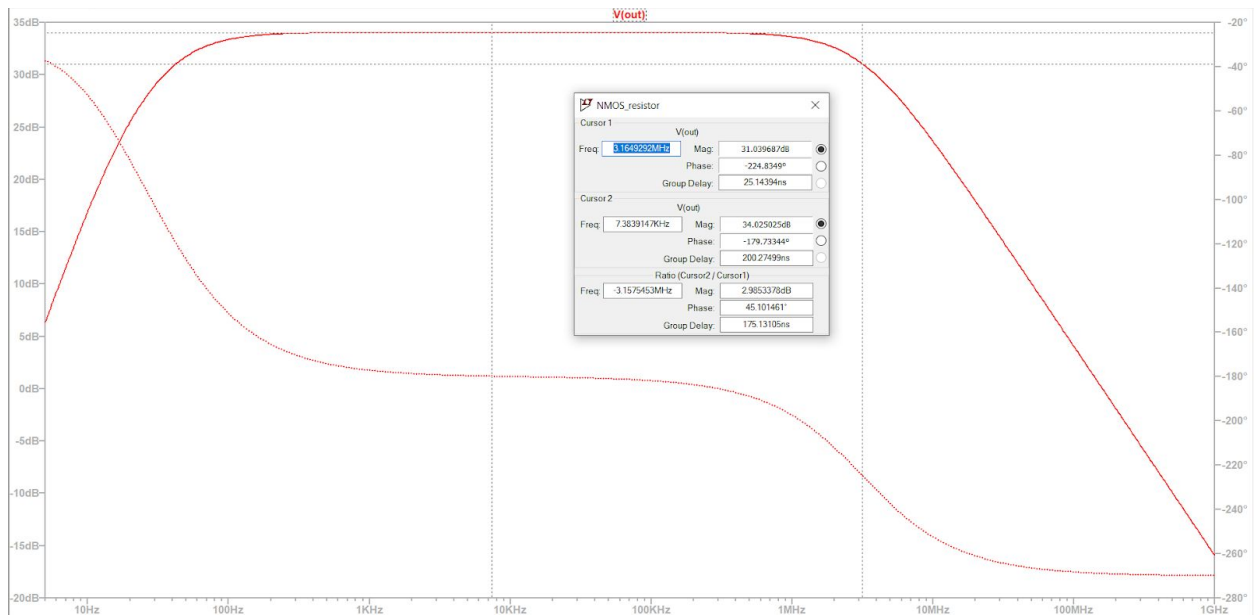 V(out)
35dB
30dB
25dB
20dB
15dB
10dB
5dB
0dB
-5dB
-10dB
-15dB
-20dB
-20°
-40°
-60°
-80°
-100°
-120°
-140°
-160°
-180°
-200°
-220°
-240°
-260°
-280°
10Hz
100Hz
1KHz
10KHz
100KHz
1MHz
10MHz
100MHz
1GHz
NMOS_resistor
Cursor 1
V(out)
Freq: 3.1649292MHz Mag: 31.039687dB
Phase: -224.8349°
Group Delay: 25.14394ns
Cursor 2
V(out)
Freq: 7.3839147KHz Mag: 34.025025dB
Phase: -179.73344°
Group Delay: 200.27499ns
Ratio (Cursor2 / Cursor1)
Freq: -3.1575453MHz Mag: 2.9853378dB
Phase: 45.101461°
Group Delay: 175.13105ns